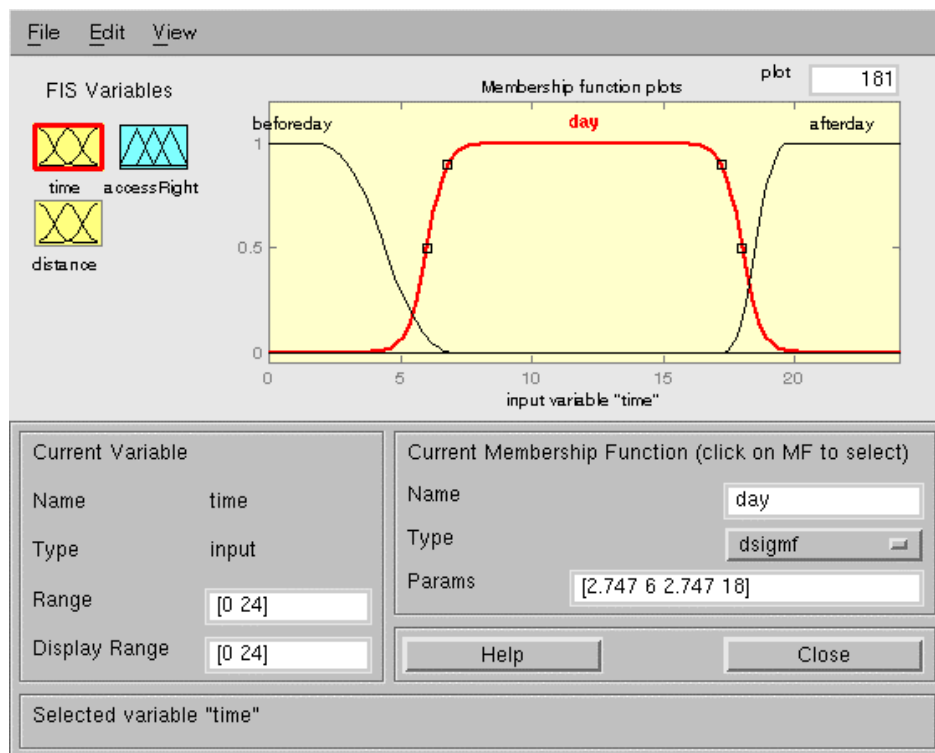 File Edit View
FIS Variables
Membership function plots
plot 181
beforeday day afterday
1
time accessRight
0.5
distance
0
0 5 10 15 20
input variable "time"
Current Variable
Name time
Type input
Range [0 24]
Display Range [0 24]
Current Membership Function (click on MF to select)
Name day
Type dsigmf
Params [2.747 6 2.747 18]
Help Close
Selected variable "time"